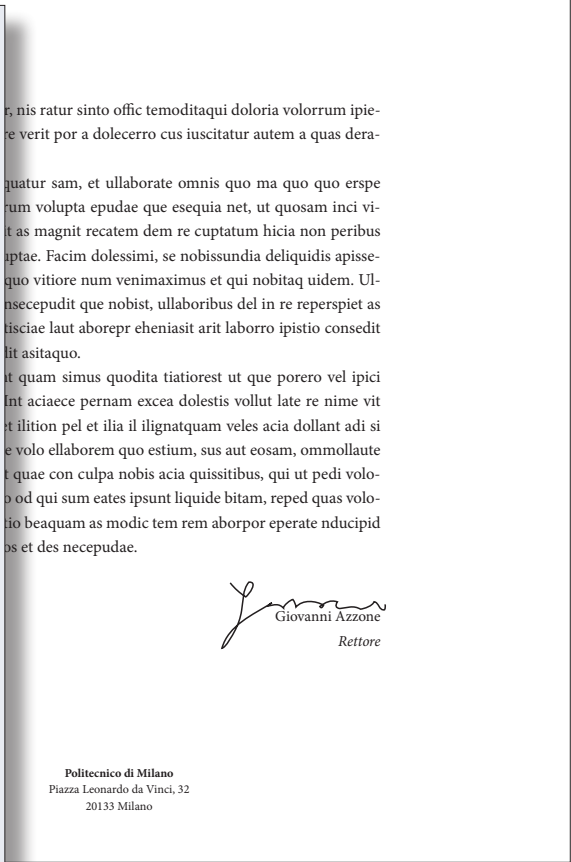 r, nis ratur sinto offic temoditaqui doloria volorrum ipie-
re verit por a dolecerro cus iuscitatur autem a quas dera-
quatur sam, et ullaborate omnis quo ma quo quo erspe
rum volupta epudae que esequia net, ut quosam inci vi-
it as magnit recatem dem re cuptatum hicia non peribus
uptae. Facim dolessimi, se nobissundia deliquidis apisse-
quo vitiore num venimaximus et qui nobitaq uidem. Ul-
nsecepudit que nobist, ullaboribus del in re reperspiet as
tisciae laut aborepr eheniasit arit laborro ipistio consedit
lit asitaquo.
at quam simus quodita tiatiorest ut que porero vel ipici
Int aciaece pernam excea dolestis vollut late re nime vit
et ilition pel et ilia il ilignatquam veles acia dollant adi si
e volo ellaborem quo estium, sus aut eosam, ommollaute
t quae con culpa nobis acia quissitibus, qui ut pedi volo-
o od qui sum eates ipsunt liquide bitam, reped quas volo-
tio beaquam as modic tem rem aborpor eperate nducipid
os et des necepudae.
Giovanni Azzone
Rettore
Politecnico di Milano
Piazza Leonardo da Vinci, 32
20133 Milano